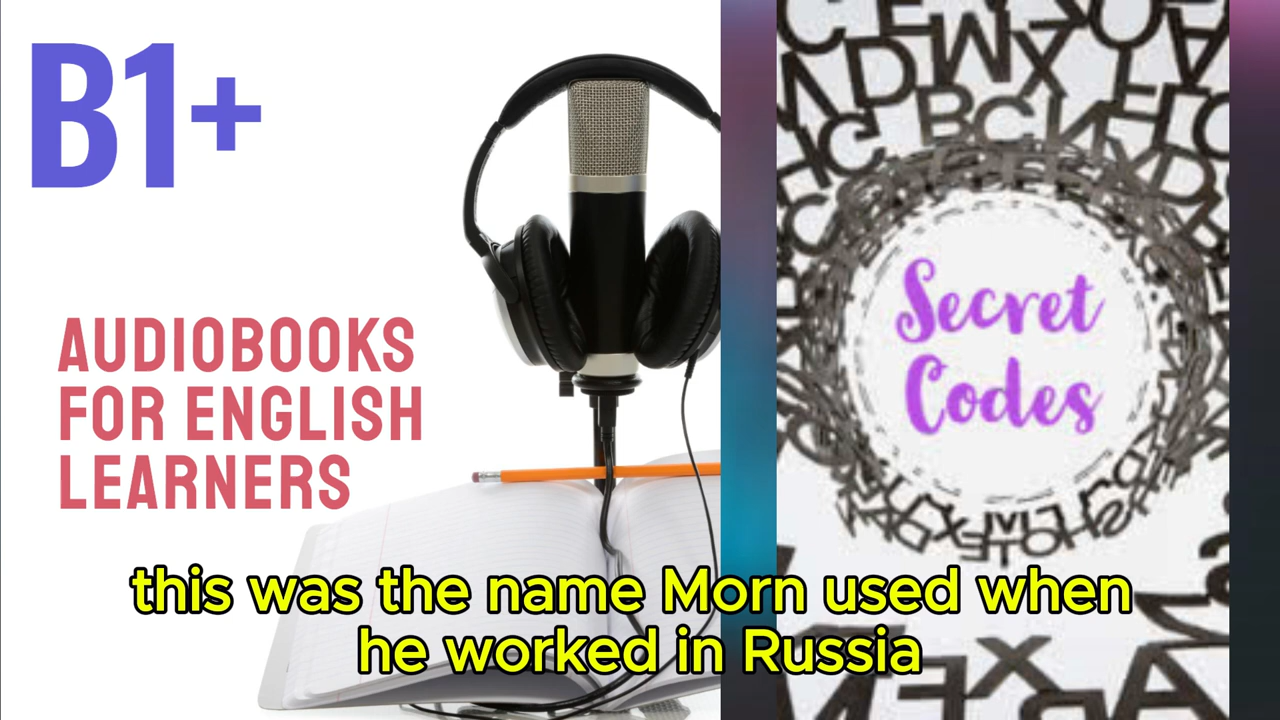 B1+
AUDIOBOOKS
FOR ENGLISH
LEARNERS
Secret
Codes
this was the name Morn used when
he worked in Russia